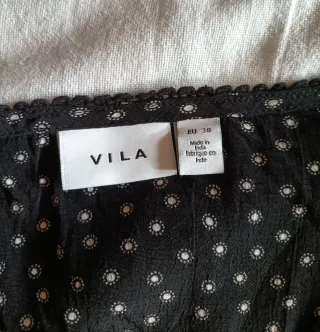 VILA
EU 38
Made in
India
Fabriqué en
Inde